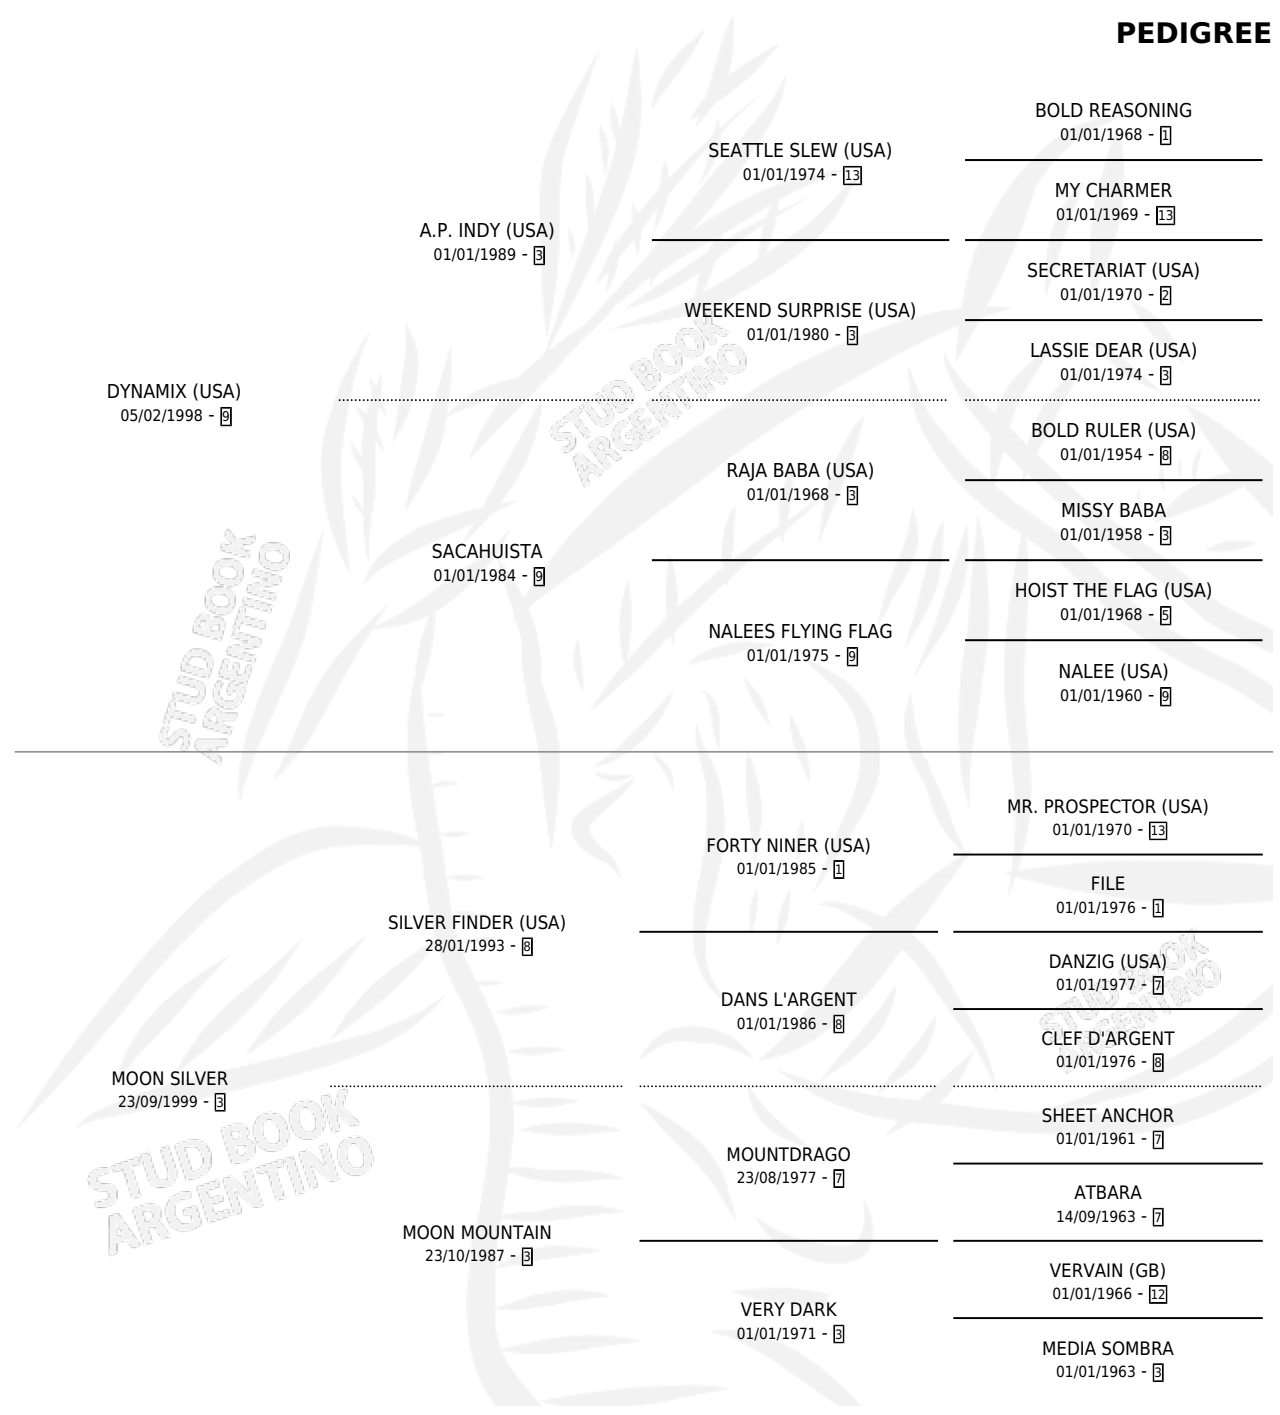 PEDIGREE
BOLD REASONING
01/01/1968 - 1
SEATTLE SLEW (USA)
01/01/1974 - 13
MY CHARMER
01/01/1969 - 13
A.P. INDY (USA)
01/01/1989 - 3
SECRETARIAT (USA)
01/01/1970 - 2
WEEKEND SURPRISE (USA)
01/01/1980 - 3
LASSIE DEAR (USA)
01/01/1974 - 3
DYNAMIX (USA)
05/02/1998 - 9
STUD BOOK
ARGENTINO
BOLD RULER (USA)
01/01/1954 - 8
RAJA BABA (USA)
01/01/1968 - 3
MISSY BABA
01/01/1958 - 3
SACAHUISTA
01/01/1984 - 9
HOIST THE FLAG (USA)
01/01/1968 - 5
NALEES FLYING FLAG
01/01/1975 - 9
NALEE (USA)
01/01/1960 - 9
STUD BOOK
ARGENTINO
MR. PROSPECTOR (USA)
01/01/1970 - 13
FORTY NINER (USA)
01/01/1985 - 1
FILE
01/01/1976 - 1
SILVER FINDER (USA)
28/01/1993 - 8
DANZIG (USA)
01/01/1977 - 7
DANS L'ARGENT
01/01/1986 - 8
CLEF D'ARGENT
01/01/1976 - 8
STUD BOOK
ARGENTINO
MOON SILVER
23/09/1999 - 3
SHEET ANCHOR
01/01/1961 - 7
MOUNTDRAGO
23/08/1977 - 7
ATBARA
14/09/1963 - 7
STUD BOOK
ARGENTINO
MOON MOUNTAIN
23/10/1987 - 3
VERVAIN (GB)
01/01/1966 - 12
VERY DARK
01/01/1971 - 3
MEDIA SOMBRA
01/01/1963 - 3